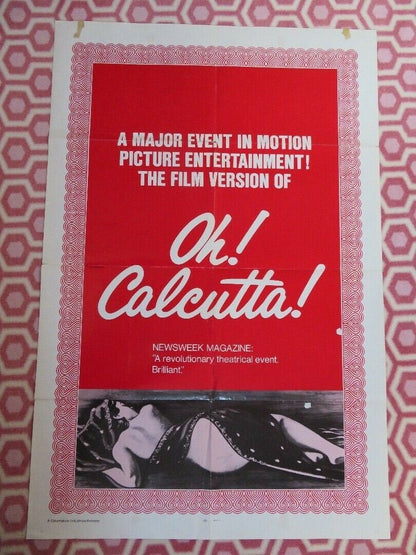 A MAJOR EVENT IN MOTION
PICTURE ENTERTAINMENT!
THE FILM VERSION OF
Oh!
Calcutta!
NEWSWEEK MAGAZINE:
"A revolutionary theatrical event.
Brilliant."